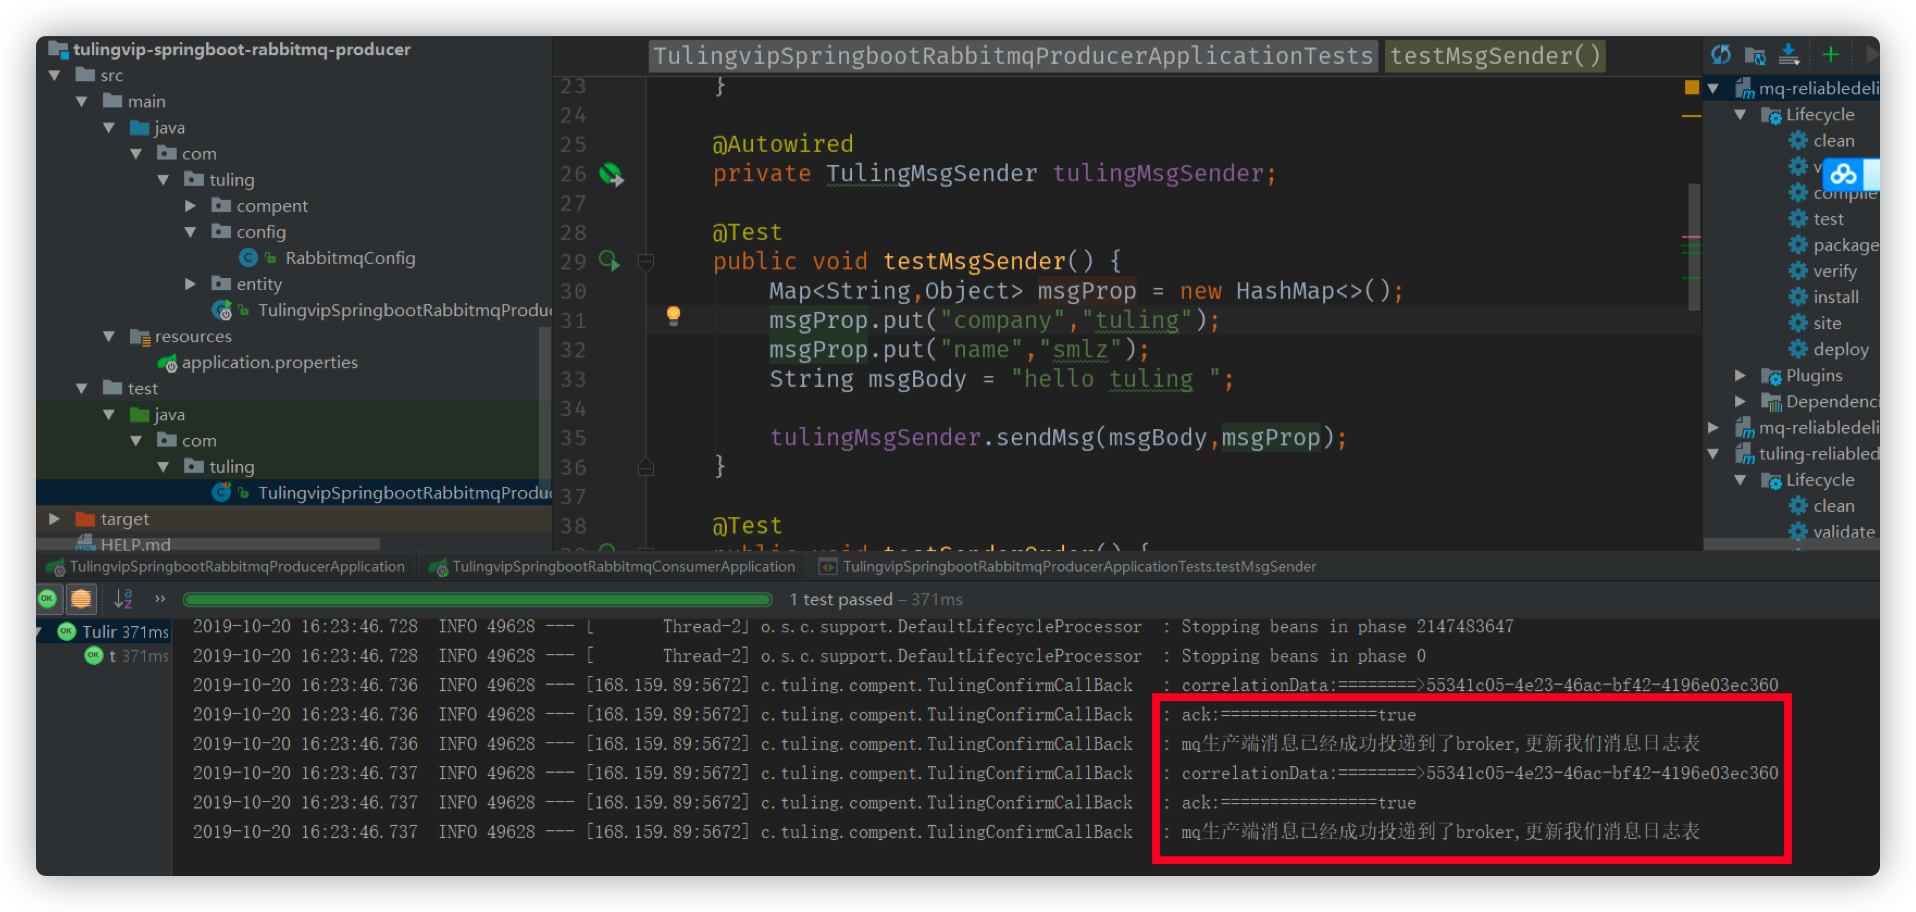 tulingvip-springboot-rabbitmq-producer
src
main
java
com
tuling
compent
config
RabbitmqConfig
entity
TulingvipSpringbootRabbitmqProduc
resources
application.properties
test
java
com
tuling
TulingvipSpringbootRabbitmqProduc
target
HELP.md
TulingvipSpringbootRabbitmqProducerApplicationTests testMsgSender()
23 }
24
25 @Autowired
26 private TulingMsgSender tulingMsgSender;
27
28 @Test
29 public void testMsgSender() {
30 Map<String,Object> msgProp = new HashMap<>();
31 msgProp.put("company","tuling");
32 msgProp.put("name","smlz");
33 String msgBody = "hello tuling ";
34
35 tulingMsgSender.sendMsg(msgBody,msgProp);
36 }
37
38 @Test
public void testSenderOrder() {
mq-reliabledeli
Lifecycle
clean
v
compile
test
package
verify
install
site
deploy
Plugins
Dependenci
mq-reliabledeli
tuling-reliabled
Lifecycle
clean
validate
TulingvipSpringbootRabbitmqProducerApplication TulingvipSpringbootRabbitmqConsumerApplication TulingvipSpringbootRabbitmqProducerApplicationTests.testMsgSender
OK a z » 1 test passed – 371ms
OK Tulir 371ms
OK t 371ms
2019-10-20 16:23:46.728 INFO 49628 --- [ Thread-2] o.s.c.support.DefaultLifecycleProcessor : Stopping beans in phase 2147483647
2019-10-20 16:23:46.728 INFO 49628 --- [ Thread-2] o.s.c.support.DefaultLifecycleProcessor : Stopping beans in phase 0
2019-10-20 16:23:46.736 INFO 49628 --- [168.159.89:5672] c.tuling.compent.TulingConfirmCallBack : correlationData:========>55341c05-4e23-46ac-bf42-4196e03ec360
2019-10-20 16:23:46.736 INFO 49628 --- [168.159.89:5672] c.tuling.compent.TulingConfirmCallBack : ack:================true
2019-10-20 16:23:46.736 INFO 49628 --- [168.159.89:5672] c.tuling.compent.TulingConfirmCallBack : mq生产端消息已经成功投递到了broker,更新我们消息日志表
2019-10-20 16:23:46.737 INFO 49628 --- [168.159.89:5672] c.tuling.compent.TulingConfirmCallBack : correlationData:========>55341c05-4e23-46ac-bf42-4196e03ec360
2019-10-20 16:23:46.737 INFO 49628 --- [168.159.89:5672] c.tuling.compent.TulingConfirmCallBack : ack:================true
2019-10-20 16:23:46.737 INFO 49628 --- [168.159.89:5672] c.tuling.compent.TulingConfirmCallBack : mq生产端消息已经成功投递到了broker,更新我们消息日志表